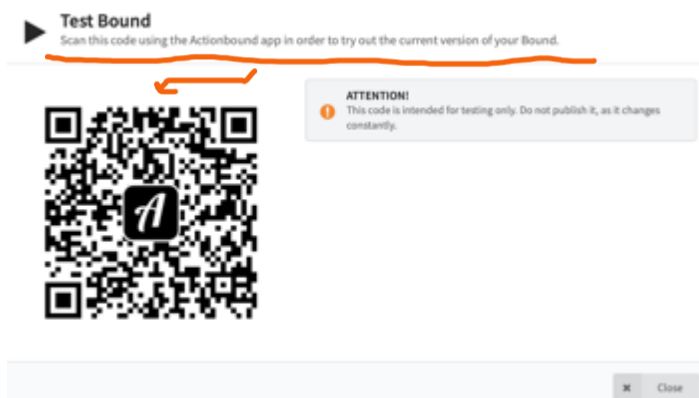 Test Bound
Scan this code using the Actionbound app in order to try out the current version of your Bound.
ATTENTION!
This code is intended for testing only. Do not publish it, as it changes
constantly.
A
Close